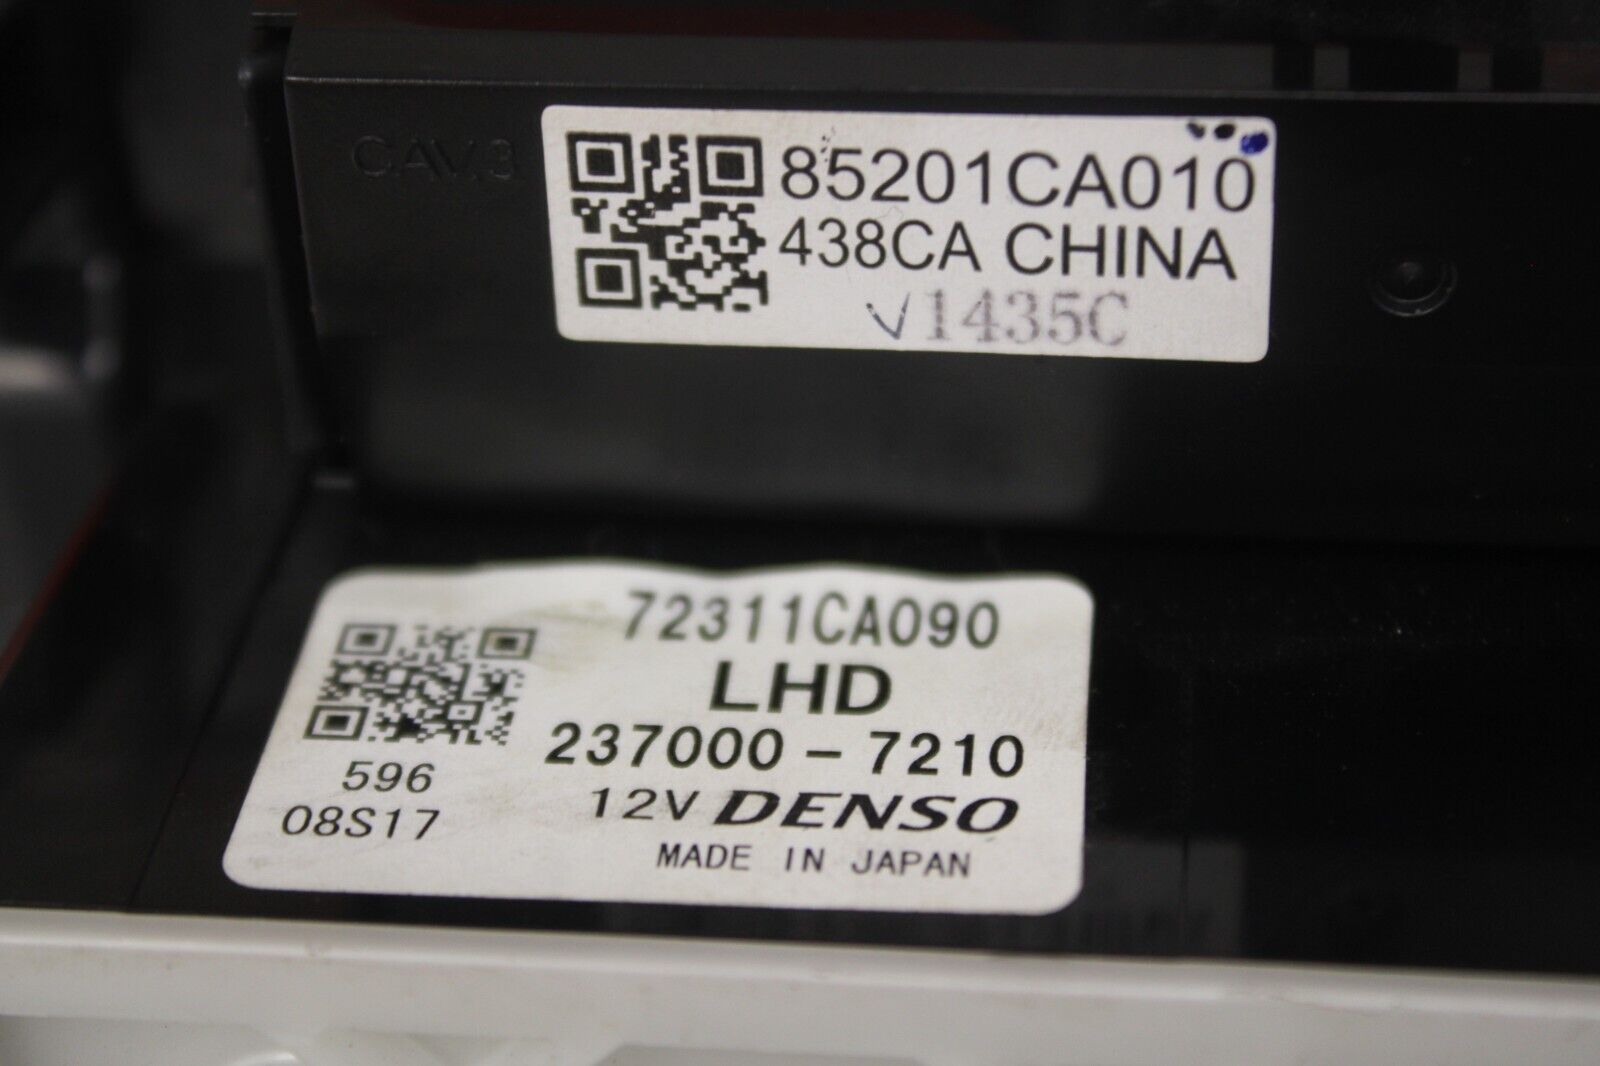 CAV.3
85201CA010
438CA CHINA
V1435C
72311CA090
LHD
237000-7210
12V DENSO
MADE IN JAPAN
596
08S17